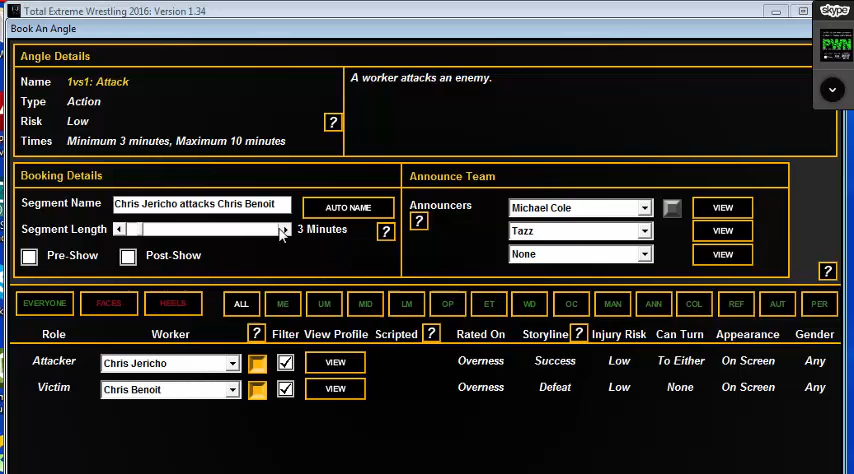 Total Extreme Wrestling 2016: Version 1.34
skype
Book An Angle
Angle Details
Name 1vs1: Attack
A worker attacks an enemy.
Type Action
Risk Low
?
Times Minimum 3 minutes, Maximum 10 minutes
Booking Details
Announce Team
Segment Name Chris Jericho attacks Chris Benoit AUTO NAME
Announcers Michael Cole VIEW
?
Segment Length 3 Minutes ?
Tazz VIEW
Pre-Show Post-Show
None VIEW
?
EVERYONE FACES HEELS ALL ME UM MID LM OP ET WD OC MAN ANN COL REF AUT PER
Role Worker ? Filter View Profile Scripted ? Rated On Storyline ? Injury Risk Can Turn Appearance Gender
Attacker Chris Jericho VIEW Overness Success Low To Either On Screen Any
Victim Chris Benoit VIEW Overness Defeat Low None On Screen Any